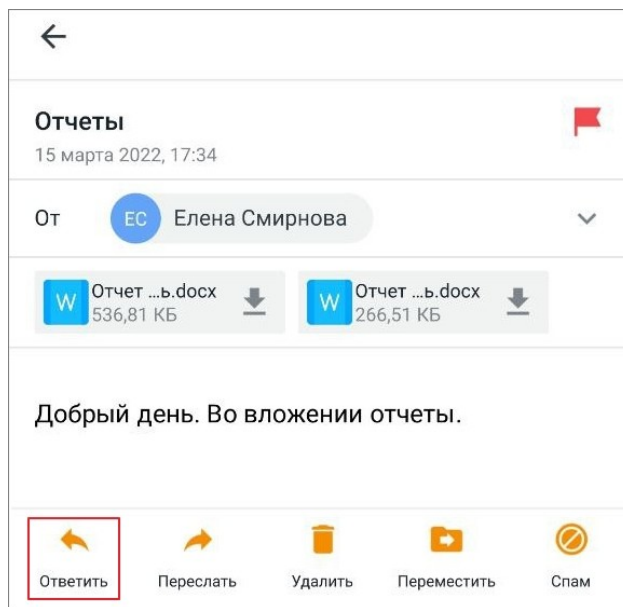 Отчеты
15 марта 2022, 17:34
От ЕС Елена Смирнова
W Отчет ...ь.docx W Отчет ...ь.docx
536,81 КБ 266,51 КБ
Добрый день. Во вложении отчеты.
Ответить Переслать Удалить Переместить Спам